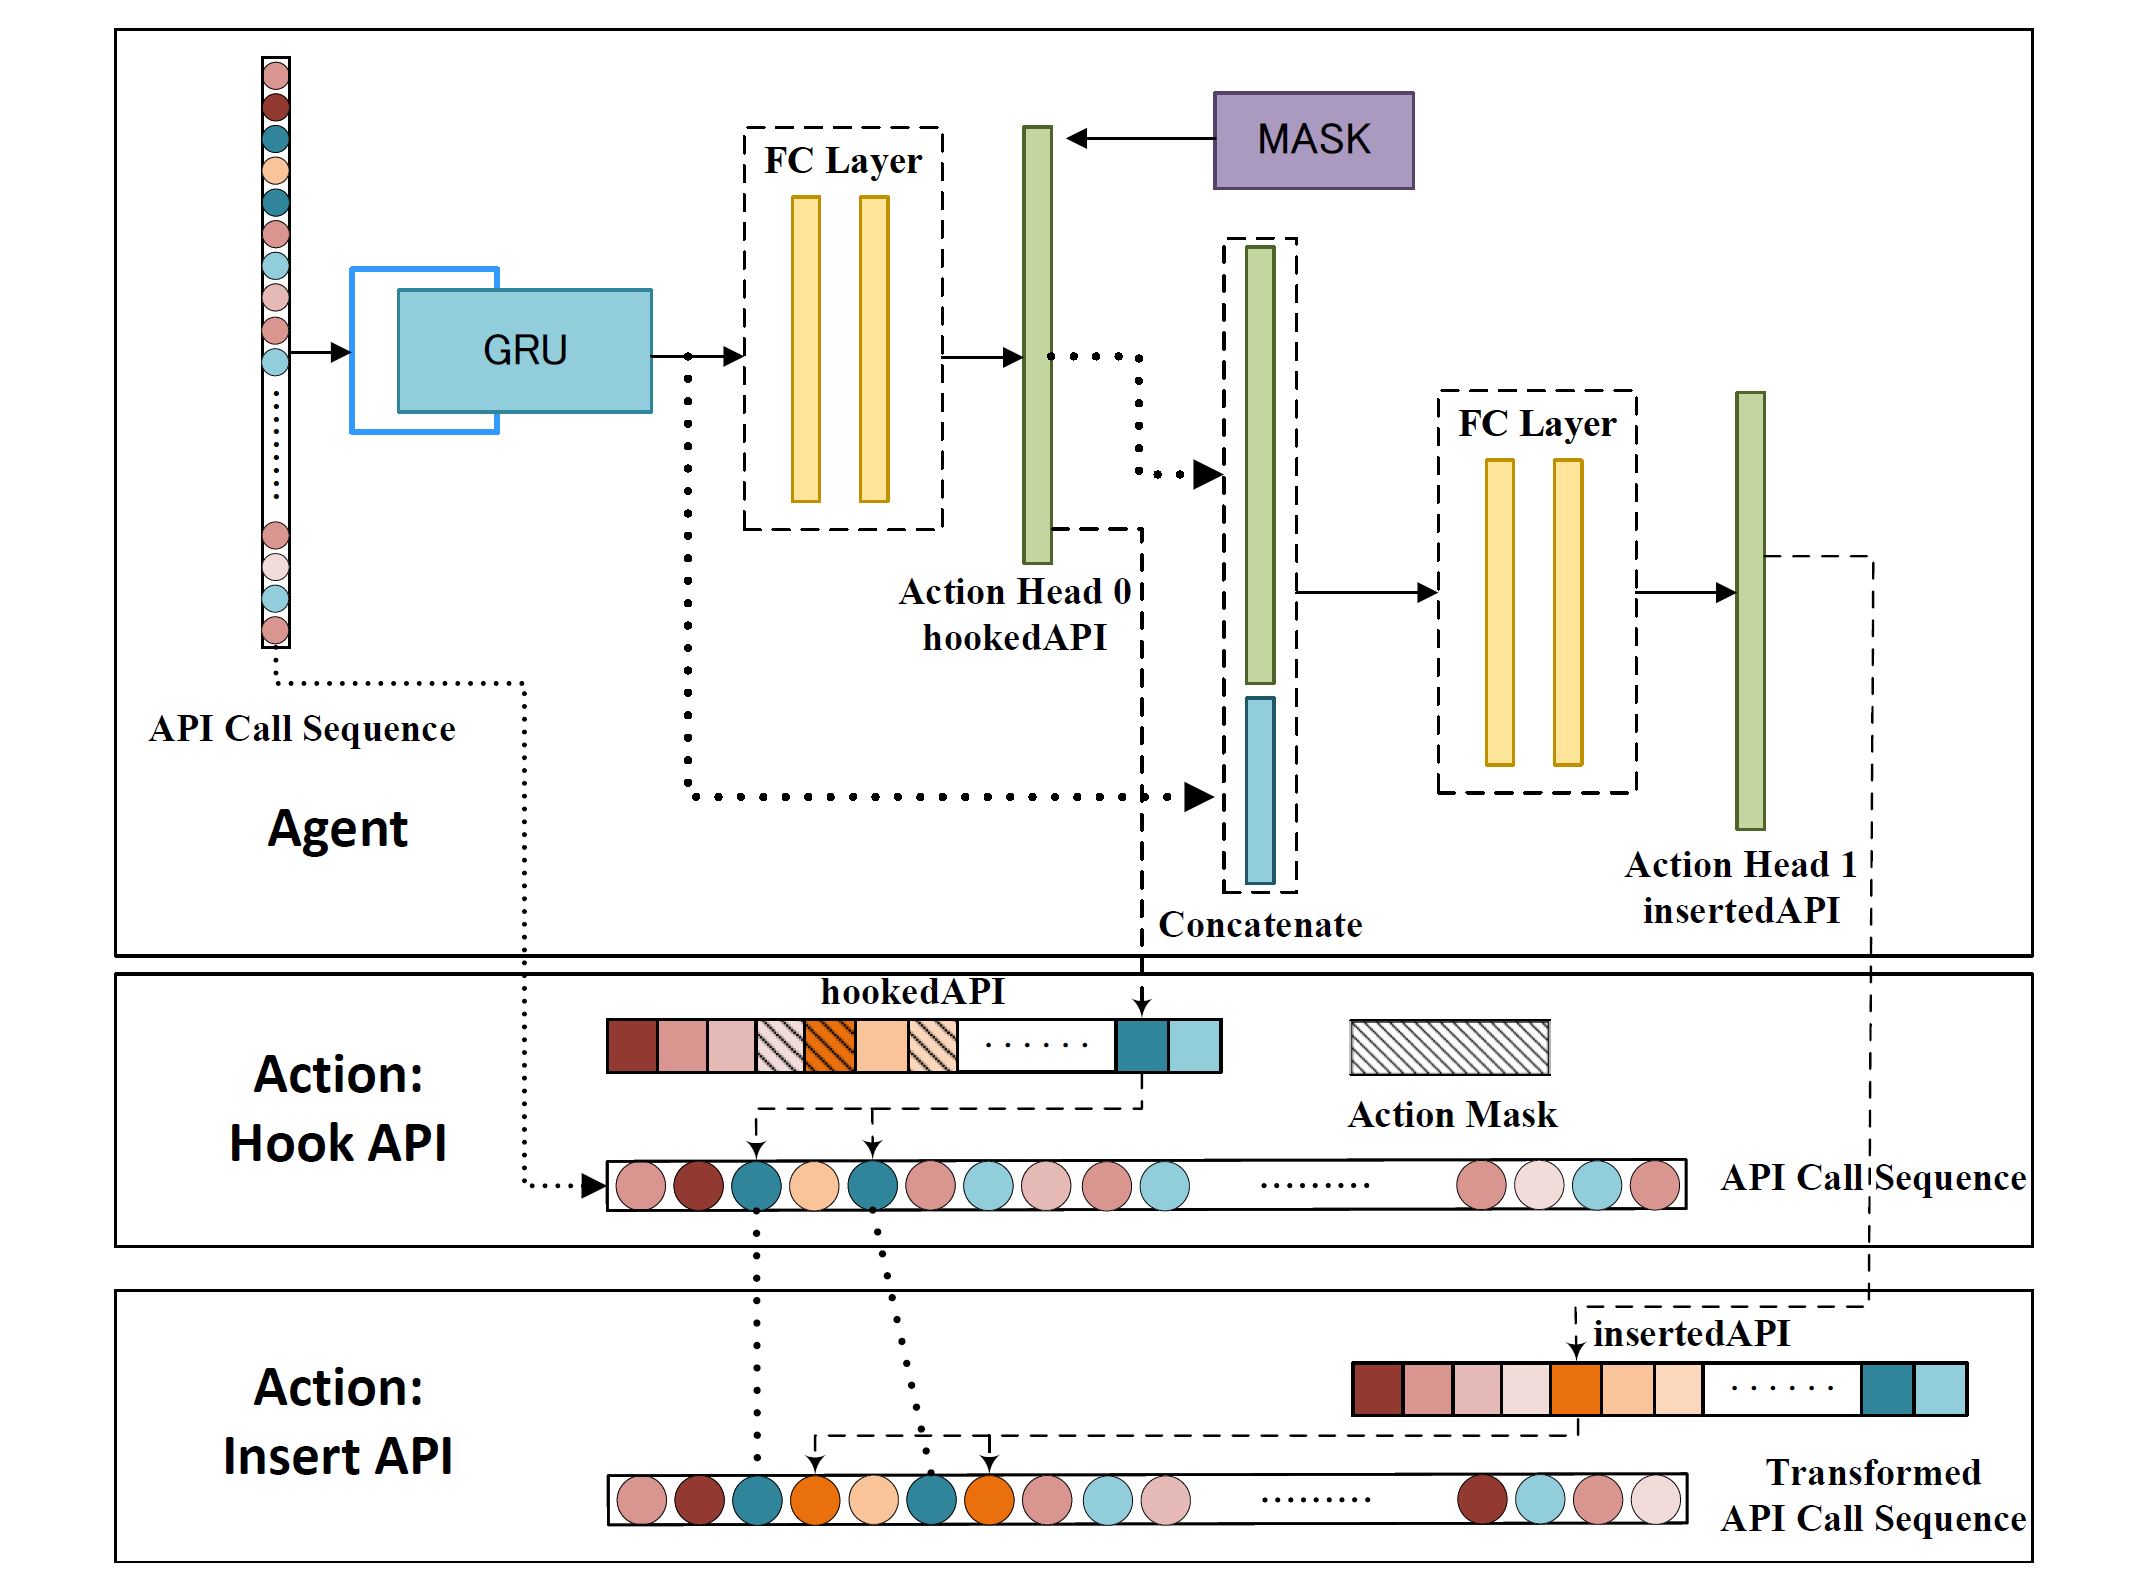 MASK
FC Layer
GRU
FC Layer
Action Head 0
hookedAPI
API Call Sequence
Agent
Action Head 1
insertedAPI
Concatenate
hookedAPI
Action:
Hook API
Action Mask
API Call Sequence
insertedAPI
Action:
Insert API
Transformed
API Call Sequence